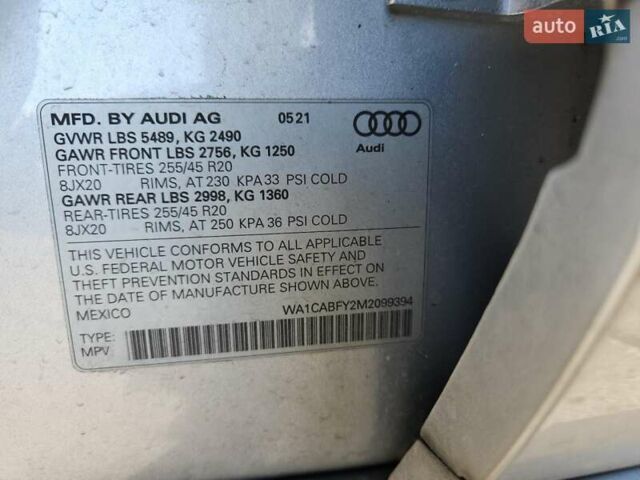 auto RIA
.com
MFD. BY AUDI AG 0521
GVWR LBS 5489, KG 2490
GAWR FRONT LBS 2756, KG 1250
FRONT-TIRES 255/45 R20
8JX20 RIMS, AT 230 KPA 33 PSI COLD
GAWR REAR LBS 2998, KG 1360
REAR-TIRES 255/45 R20
8JX20 RIMS, AT 250 KPA 36 PSI COLD
Audi
THIS VEHICLE CONFORMS TO ALL APPLICABLE
U.S. FEDERAL MOTOR VEHICLE SAFETY AND
THEFT PREVENTION STANDARDS IN EFFECT ON
THE DATE OF MANUFACTURE SHOWN ABOVE.
MEXICO WA1CABFY2M2099394
TYPE:
MPV